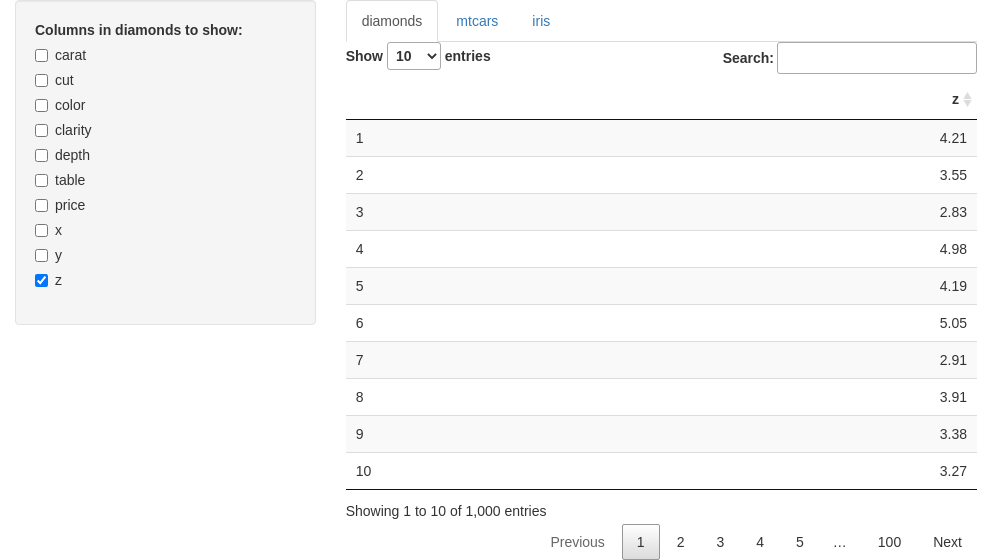 Columns in diamonds to show:
carat
cut
color
clarity
depth
table
price
x
y
z
diamonds mtcars iris
Show 10 entries Search:
z
1 4.21
2 3.55
3 2.83
4 4.98
5 4.19
6 5.05
7 2.91
8 3.91
9 3.38
10 3.27
Showing 1 to 10 of 1,000 entries
Previous 1 2 3 4 5 … 100 Next